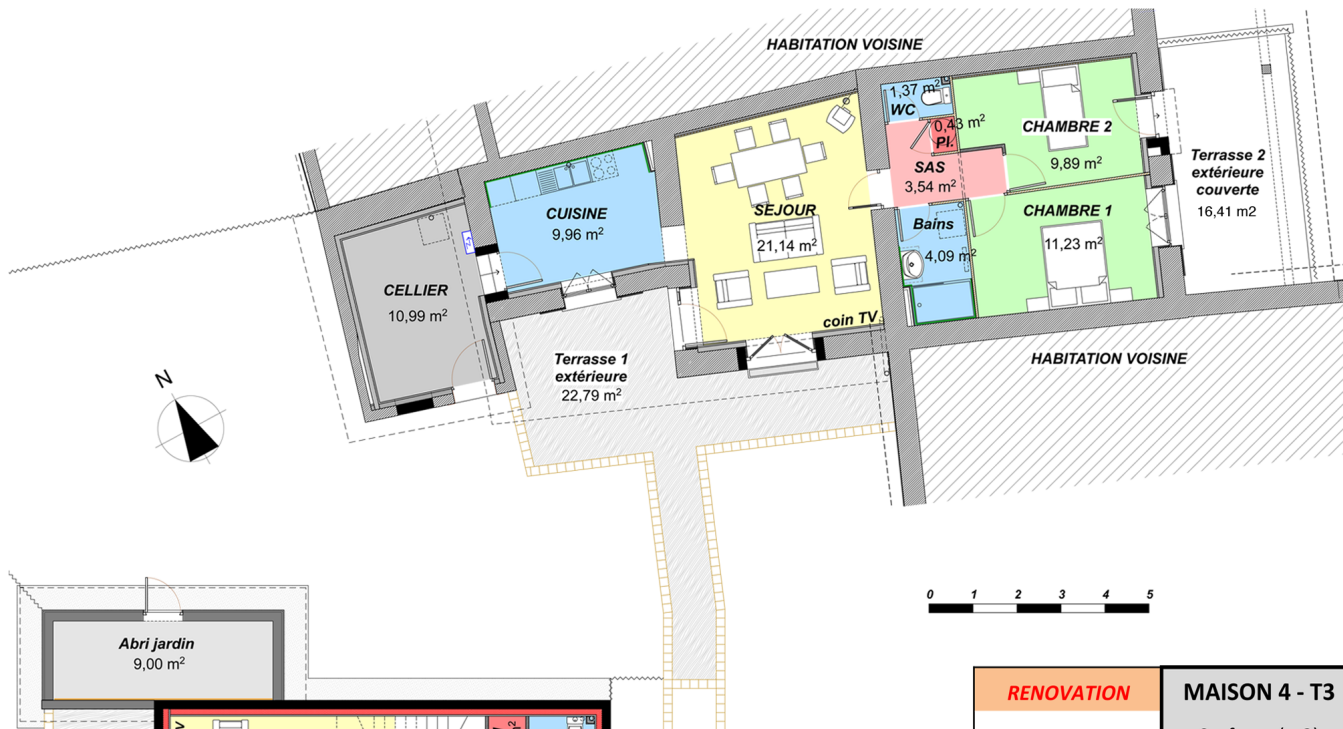 HABITATION VOISINE
1,37 m²
WC
0,43 m²
Pl.
CHAMBRE 2
9,89 m²
SAS
3,54 m²
Terrasse 2
extérieure
couverte
16,41 m2
CUISINE
9,96 m²
SEJOUR
21,14 m²
Bains
4,09 m²
CHAMBRE 1
11,23 m²
CELLIER
10,99 m²
coin TV
Terrasse 1
extérieure
22,79 m²
HABITATION VOISINE
N
0 1 2 3 4 5
Abri jardin
9,00 m²
RENOVATION
MAISON 4 - T3